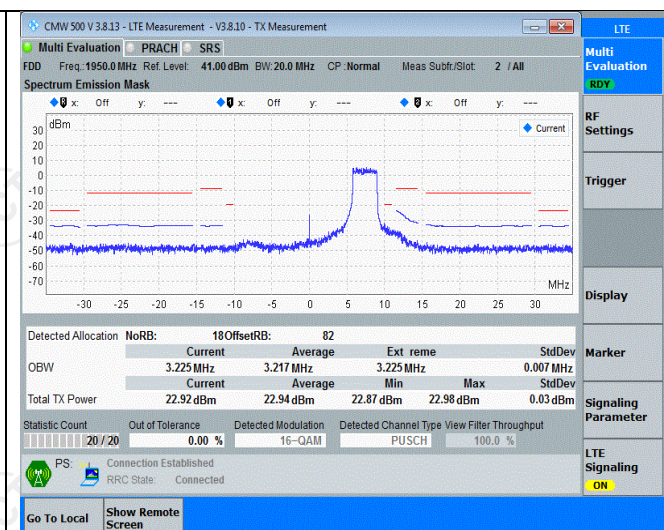 CMW 500 V 3.8.13 - LTE Measurement - V3.8.10 - TX Measurement
LTE
Multi Evaluation PRACH SRS
FDD Freq.:1950.0 MHz Ref. Level: 41.00 dBm BW:20.0 MHz CP :Normal Meas Subfr./Slot: 2 / All
Spectrum Emission Mask
x: Off y: --- x: Off y: --- x: Off y: ---
dBm
Current
30
20
10
0
-10
-20
-30
-40
-50
-60
-70
MHz
-30 -25 -20 -15 -10 -5 0 5 10 15 20 25 30
Detected Allocation NoRB: 18 OffsetRB: 82
Current Average Ext reme StdDev
OBW 3.225 MHz 3.217 MHz 3.225 MHz 0.007 MHz
Current Average Min Max StdDev
Total TX Power 22.92 dBm 22.94 dBm 22.87 dBm 22.98 dBm 0.03 dBm
Statistic Count Out of Tolerance Detected Modulation Detected Channel Type View Filter Throughput
20 / 20 0.00 % 16-QAM PUSCH 100.0 %
PS: Connection Established
RRC State: Connected
Go To Local
Show Remote
Screen
Multi
Evaluation
RDY
RF
Settings
Trigger
Display
Marker
Signaling
Parameter
LTE
Signaling
ON